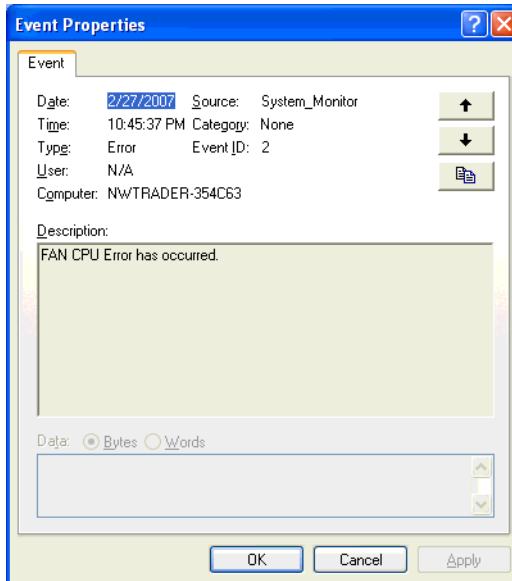 Event Properties
Event
Date: 2/27/2007 Source: System_Monitor
Time: 10:45:37 PM Category: None
Type: Error Event ID: 2
User: N/A
Computer: NWTRADER-354C63
Description:
FAN CPU Error has occurred.
Data: Bytes Words
OK Cancel Apply